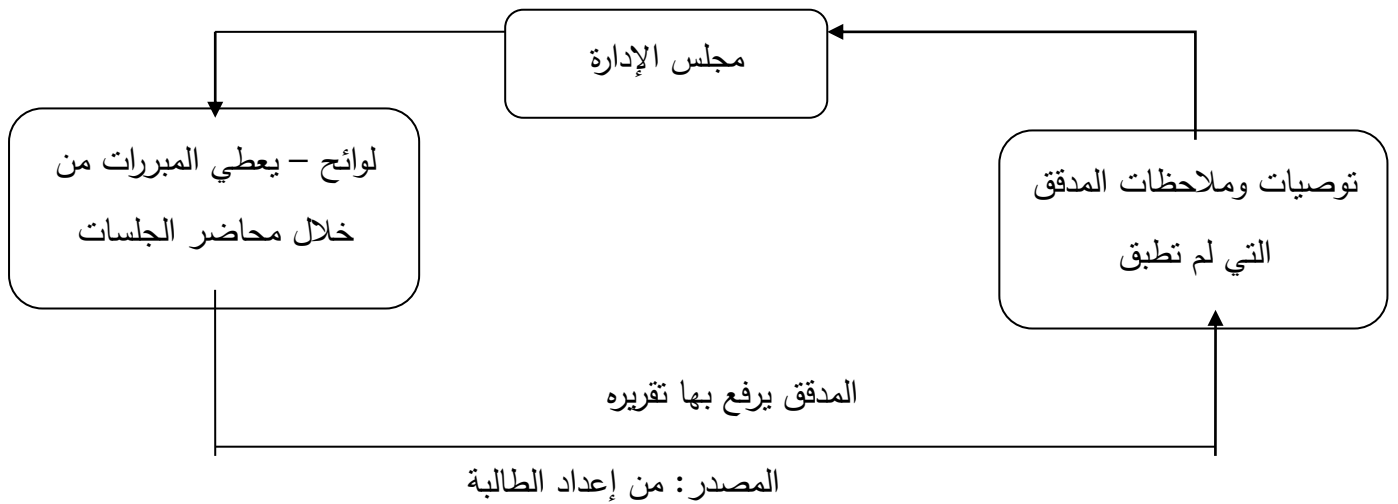 مجلس الإدارة
توصيات وملاحظات المدقق
التي لم تطبق
لوائح – يعطي المبررات من
خلال محاضر الجلسات
المدقق يرفع بها تقريره
المصدر: من إعداد الطالبة